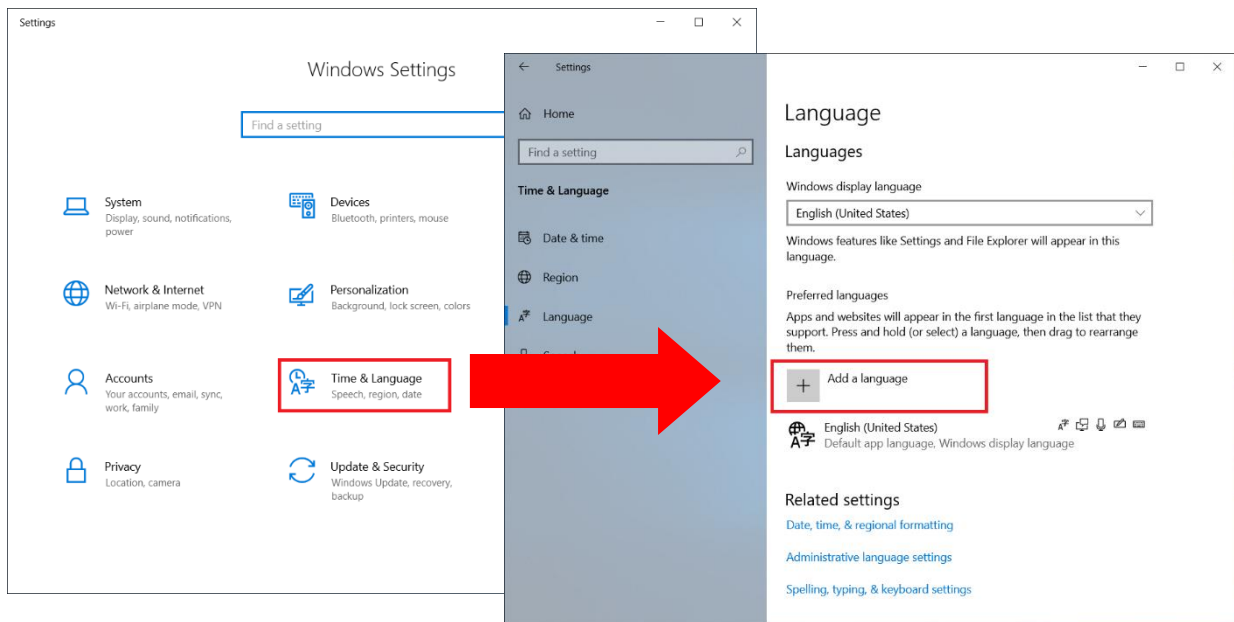 Settings
Windows Settings
Find a setting
System
Display, sound, notifications,
power
Devices
Bluetooth, printers, mouse
Network & Internet
Wi-Fi, airplane mode, VPN
Personalization
Background, lock screen, colors
Accounts
Your accounts, email, sync,
work, family
Time & Language
Speech, region, date
Privacy
Location, camera
Update & Security
Windows Update, recovery,
backup
Settings
Home
Find a setting
Time & Language
Date & time
Region
Language
Language
Languages
Windows display language
English (United States)
Windows features like Settings and File Explorer will appear in this
language.
Preferred languages
Apps and websites will appear in the first language in the list that they
support. Press and hold (or select) a language, then drag to rearrange
them.
Add a language
English (United States)
Default app language, Windows display language
Related settings
Date, time, & regional formatting
Administrative language settings
Spelling, typing, & keyboard settings